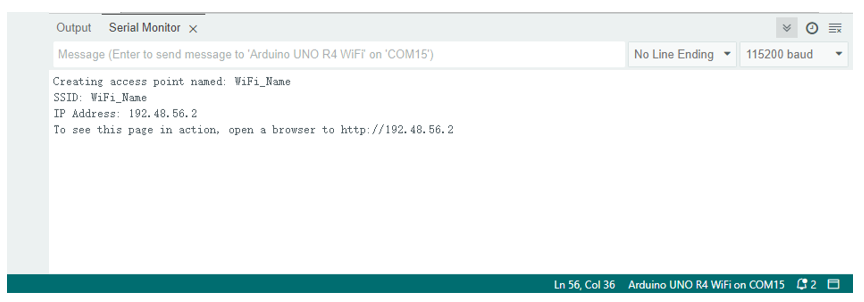 Output Serial Monitor ×
Message (Enter to send message to 'Arduino UNO R4 WiFi' on 'COM15') No Line Ending 115200 baud
Creating access point named: WiFi_Name
SSID: WiFi_Name
IP Address: 192.48.56.2
To see this page in action, open a browser to http://192.48.56.2
Ln 56, Col 36 Arduino UNO R4 WiFi on COM15 2